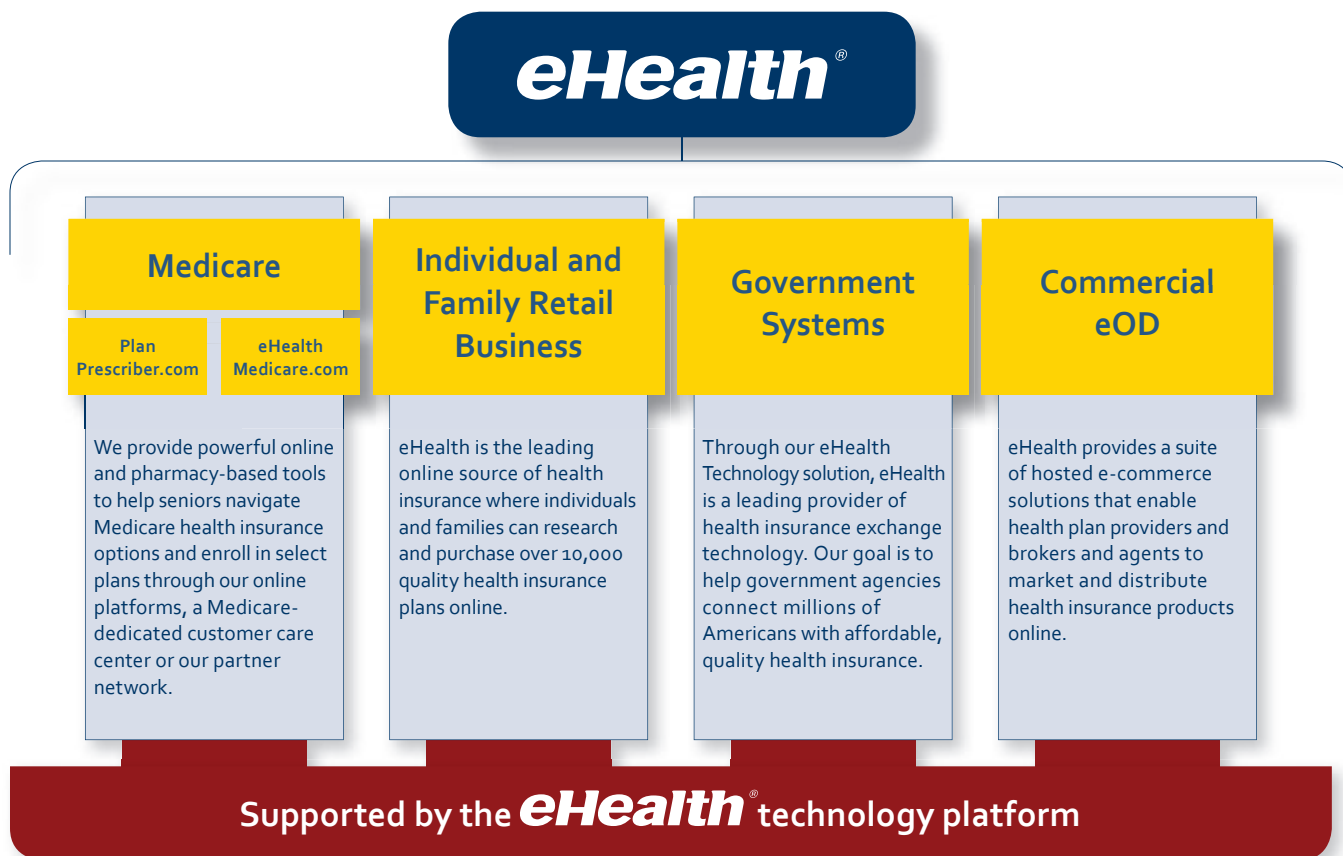 eHealth®
Medicare
Plan
Prescriber.com
eHealth
Medicare.com
We provide powerful online
and pharmacy-based tools
to help seniors navigate
Medicare health insurance
options and enroll in select
plans through our online
platforms, a Medicare-
dedicated customer care
center or our partner
network.
Individual and
Family Retail
Business
eHealth is the leading
online source of health
insurance where individuals
and families can research
and purchase over 10,000
quality health insurance
plans online.
Government
Systems
Through our eHealth
Technology solution, eHealth
is a leading provider of
health insurance exchange
technology. Our goal is to
help government agencies
connect millions of
Americans with affordable,
quality health insurance.
Commercial
eOD
eHealth provides a suite
of hosted e-commerce
solutions that enable
health plan providers and
brokers and agents to
market and distribute
health insurance products
online.
Supported by the eHealth® technology platform